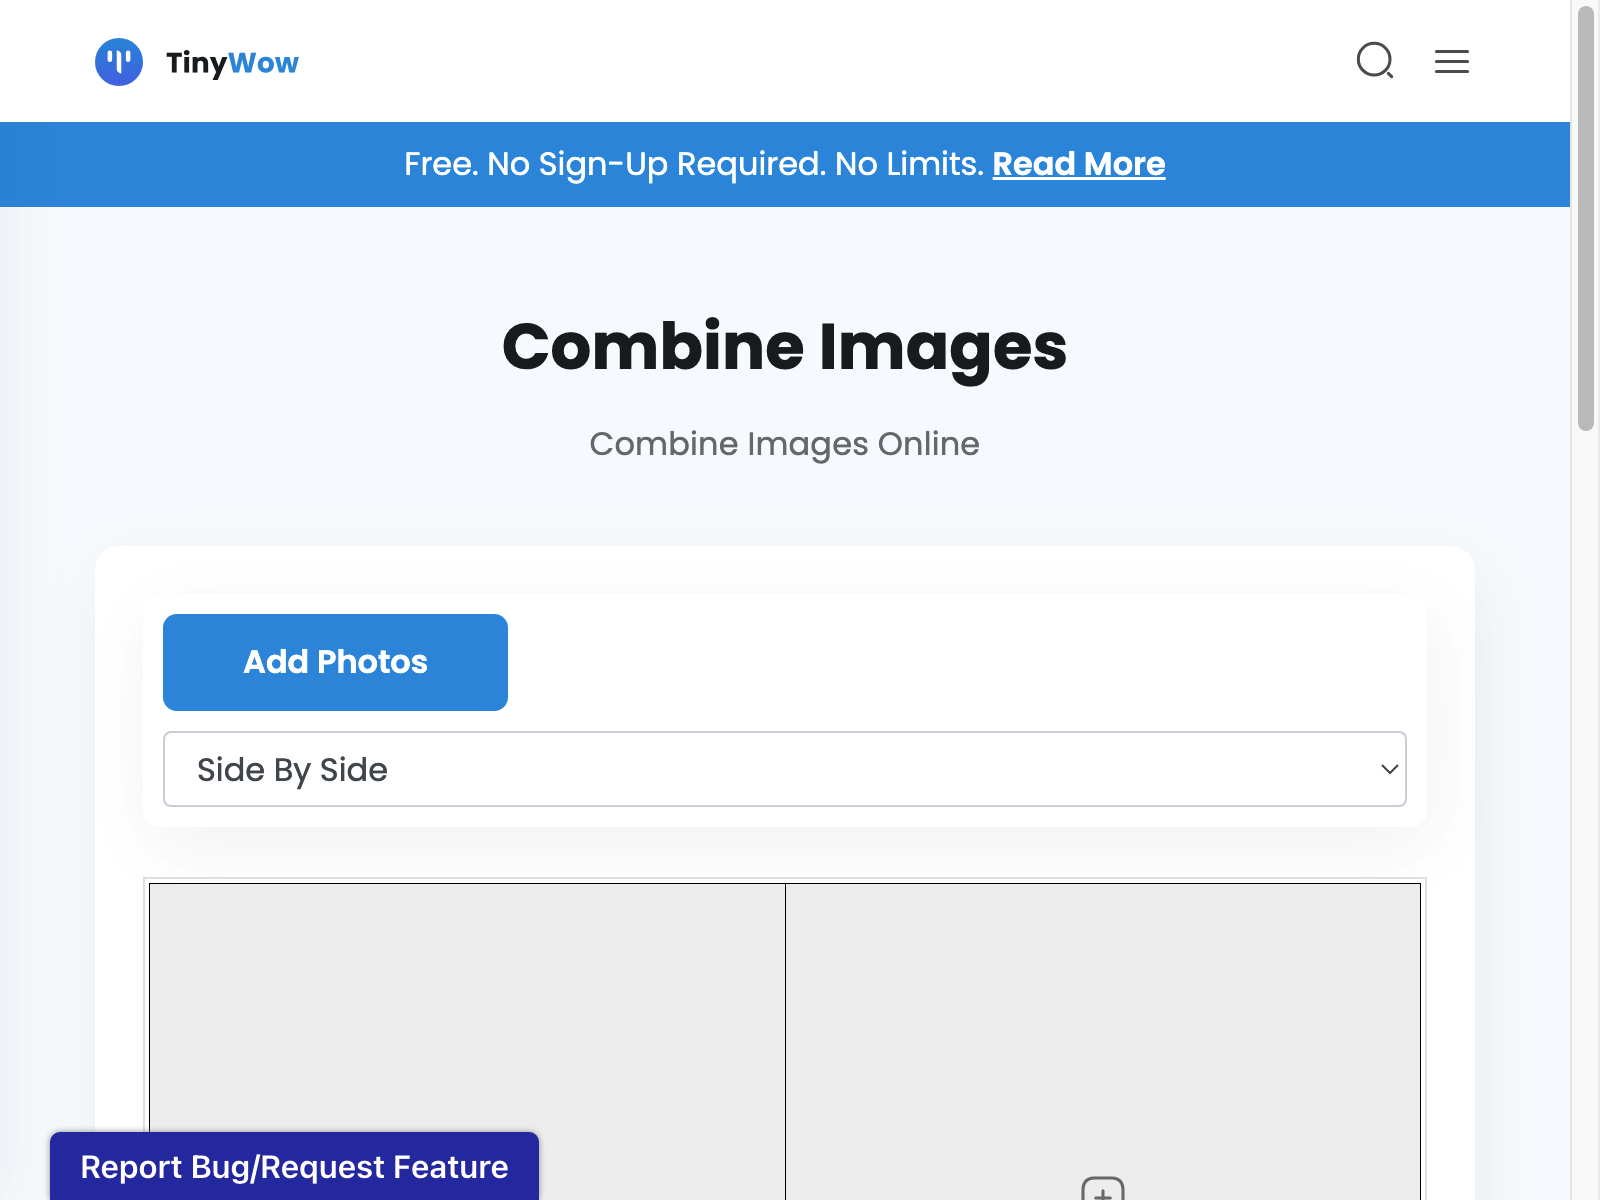 TinyWow
Free. No Sign-Up Required. No Limits. Read More
Combine Images
Combine Images Online
Add Photos
Side By Side
Report Bug/Request Feature